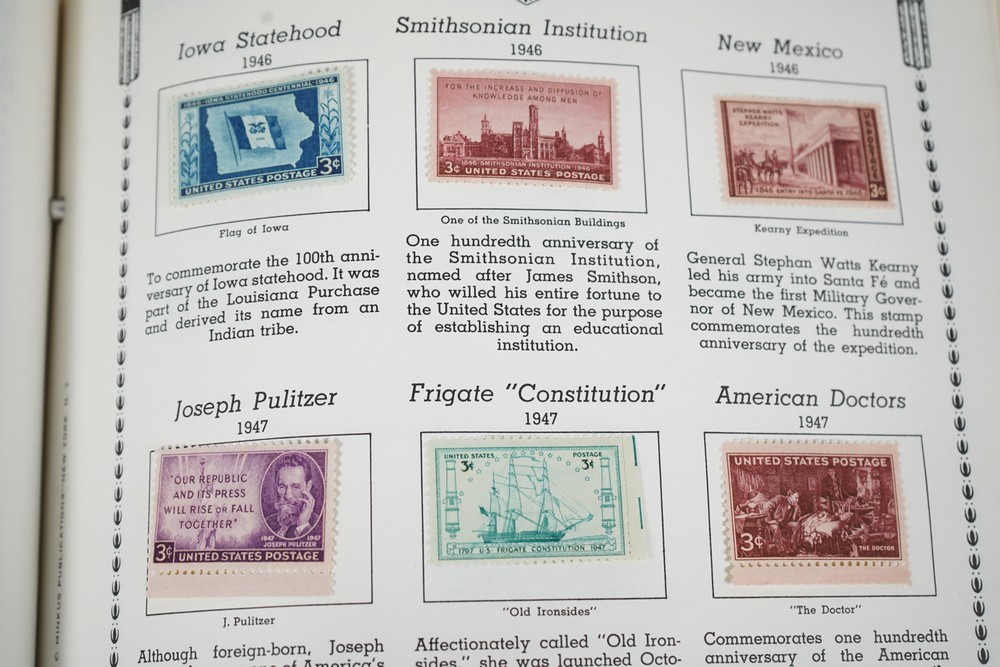 Iowa Statehood
1946
1846·IOWA STATEHOOD CENTENNIAL·1946
UNITED STATES POSTAGE 3¢
Flag of Iowa
To commemorate the 100th anni-
versary of Iowa statehood. It was
part of the Louisiana Purchase
and derived its name from an
Indian tribe.
Smithsonian Institution
1946
FOR THE INCREASE AND DIFFUSION OF
KNOWLEDGE AMONG MEN
1846·SMITHSONIAN INSTITUTION·1946
3¢ UNITED STATES POSTAGE
One of the Smithsonian Buildings
One hundredth anniversary of
the Smithsonian Institution,
named after James Smithson,
who willed his entire fortune to
the United States for the purpose
of establishing an educational
institution.
New Mexico
1946
STEPHEN WATTS
KEARNY
EXPEDITION
U.S. POSTAGE
3¢
1846 ENTRY INTO SANTA FE 1946
Kearny Expedition
General Stephan Watts Kearny
led his army into Santa Fé and
became the first Military Gover-
nor of New Mexico. This stamp
commemorates the hundredth
anniversary of the expedition.
Joseph Pulitzer
1947
"OUR REPUBLIC
AND ITS PRESS
WILL RISE OR FALL
TOGETHER"
1847 1947
JOSEPH PULITZER
3¢ UNITED STATES POSTAGE
J. Pulitzer
Although foreign-born, Joseph
one of America's
Frigate "Constitution"
1947
UNITED STATES POSTAGE
3¢ 3¢
1797 U·S· FRIGATE CONSTITUTION 1947
"Old Ironsides"
Affectionately called "Old Iron-
sides," she was launched Octo-
American Doctors
1947
UNITED STATES POSTAGE
3¢
THE DOCTOR
"The Doctor"
Commemorates one hundred
anniversary of the American
© MINKUS PUBLICATIONS—NEW YORK N. Y.